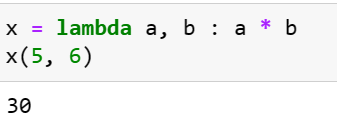 x = lambda a, b : a * b
x(5, 6)
30